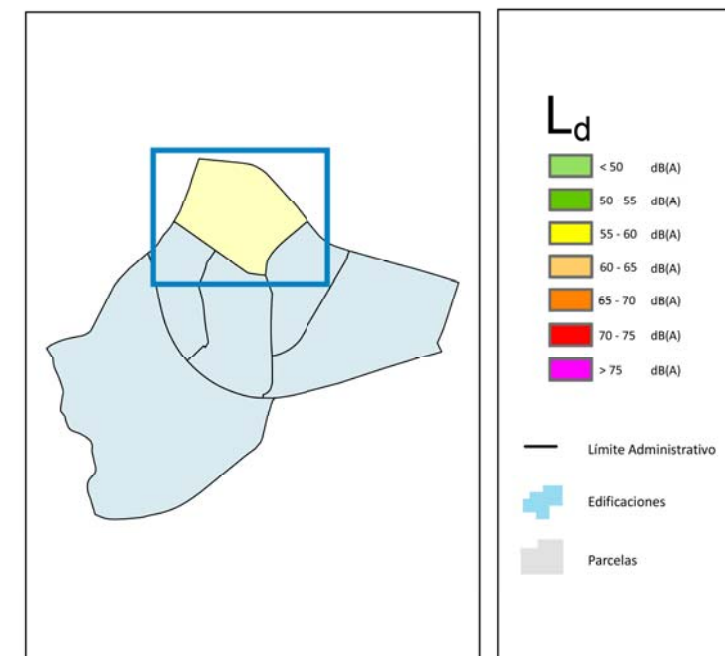 Ld
< 50 dB(A)
50 - 55 dB(A)
55 - 60 dB(A)
60 - 65 dB(A)
65 - 70 dB(A)
70 - 75 dB(A)
> 75 dB(A)
Límite Administrativo
Edificaciones
Parcelas